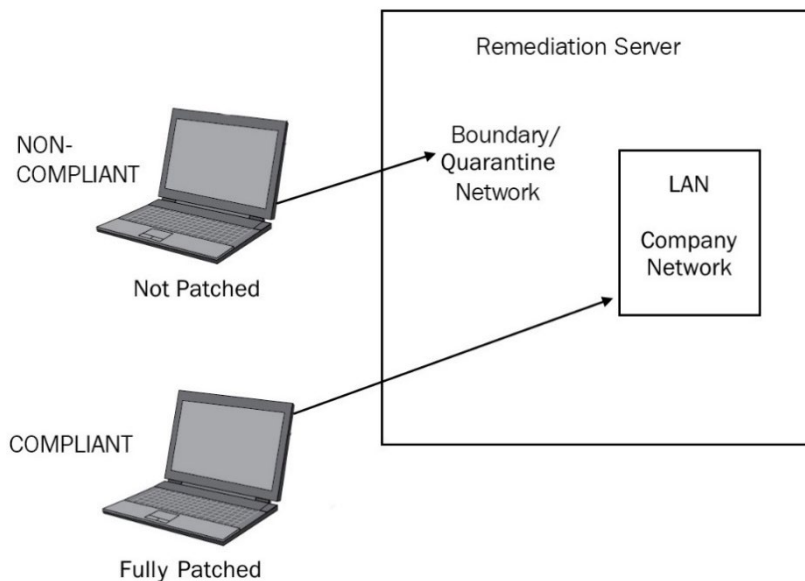 Remediation Server
NON-
COMPLIANT
Boundary/
Quarantine
Network
LAN
Company
Network
Not Patched
COMPLIANT
Fully Patched